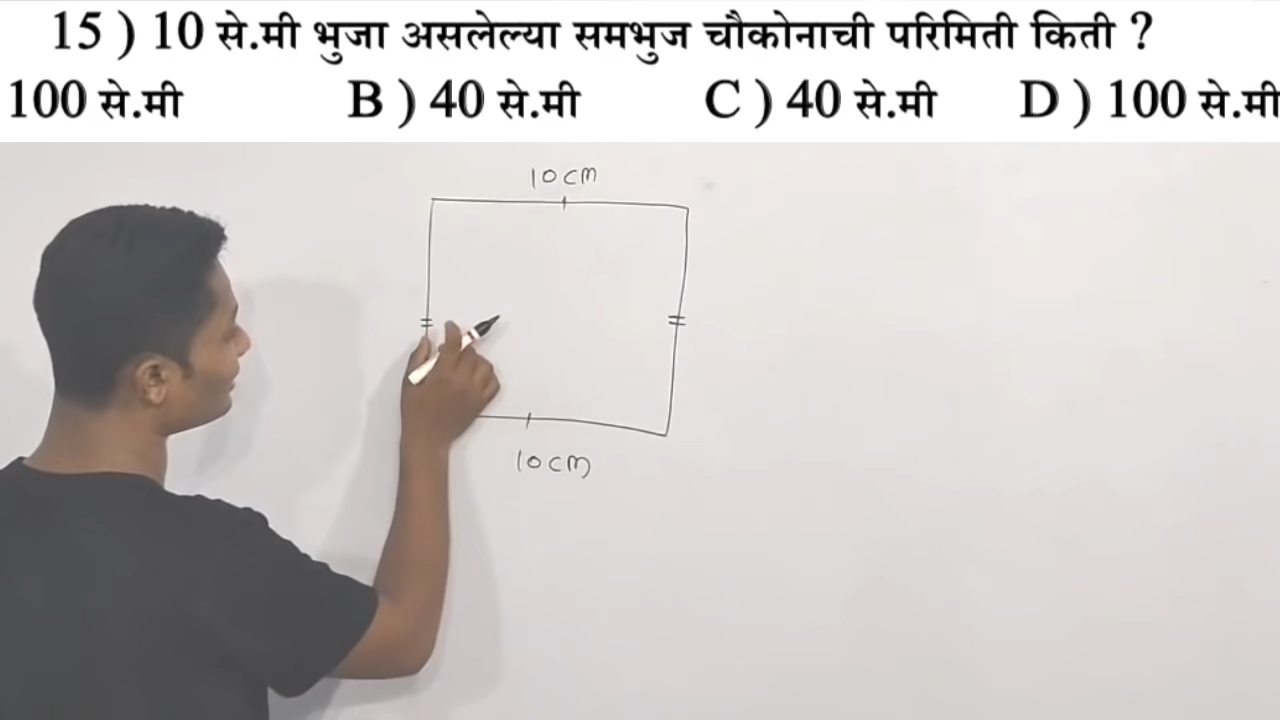 15 ) 10 से.मी भुजा असलेल्या समभुज चौकोनाची परिमिती किती ?
100 से.मी B ) 40 से.मी C ) 40 से.मी D ) 100 से.मी
10cm
10cm